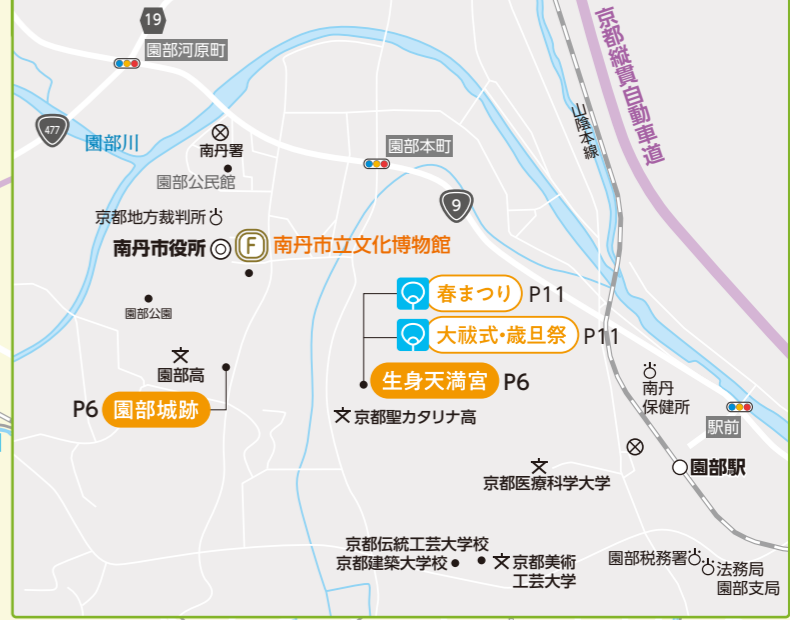 19
園部河原町
京都縦貫自動車道
477
園部川
南丹署
園部公民館
園部本町
山陰本線
9
京都地方裁判所
南丹市役所
F
南丹市立文化博物館
園部公園
春まつり P11
大祓式・歳旦祭 P11
園部高
生身天満宮 P6
P6 園部城跡
京都聖カタリナ高
南丹
保健所
駅前
園部駅
京都医療科学大学
京都伝統工芸大学校
京都建築大学校
京都美術
工芸大学
園部税務署
法務局
園部支局